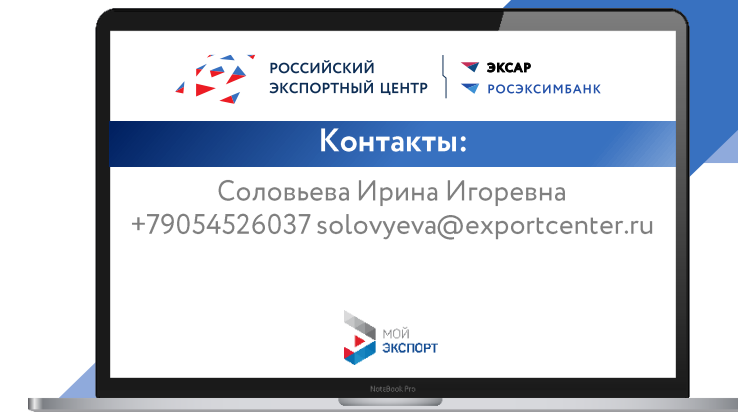 РОССИЙСКИЙ
ЭКСПОРТНЫЙ ЦЕНТР
ЭКСАР
РОСЭКСИМБАНК
Контакты:
Соловьева Ирина Игоревна
+79054526037 solovyeva@exportcenter.ru
МОЙ
ЭКСПОРТ
NoteBook Pro